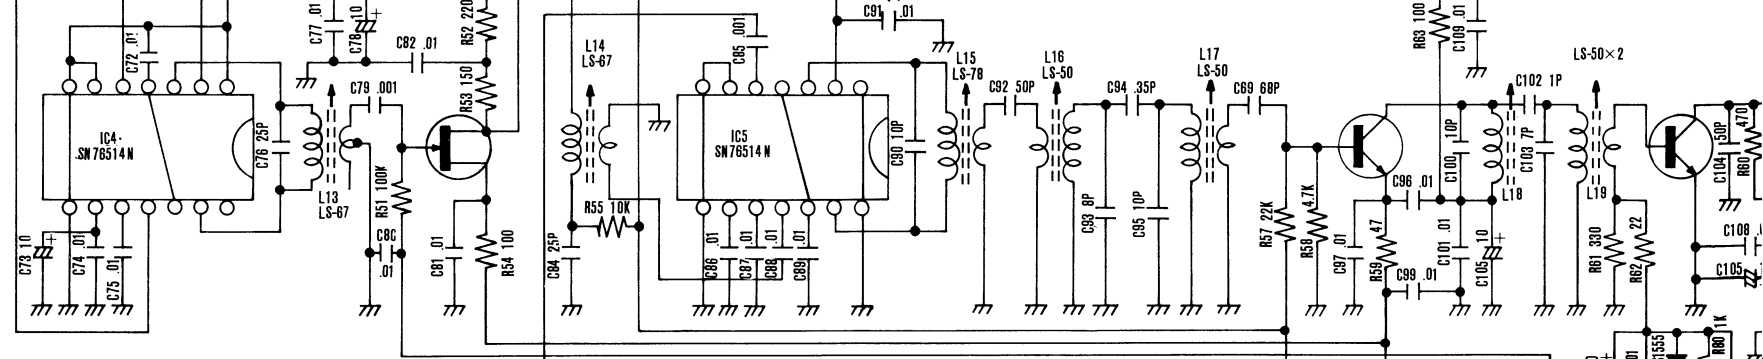 C72 .01
C77 .01
C78 10 +
C82 .01
R52 220
R53 150
C79 .001
IC4
SN76514N
C76 25P
L13
LS-67
R51 100K
C80
.01
C73 10 +
C74 .01
C75 .01
C81 .01
R54 100
L14
LS-67
C85 .001
C91 .01
IC5
SN76514N
R55 10K
C84 25P
C86 .01
C87 .01
C88 .01
C89 .01
C90 10P
L15
LS-78
C92 50P
L16
LS-50
C94 .35P
C93 8P
C95 10P
L17
LS-50
C69 68P
R57 22K
R58 4.7K
R63 100
C109 .01
C96 .01
C97 .01
R59 47
C99 .01
C100 10P
C101 .01
C105 10 +
C102 1P
L18
C103 7P
LS-50×2
L19
R61 330
R62 22
C104 50P
R60 470
C108
C105
1555
R80 1K
.01